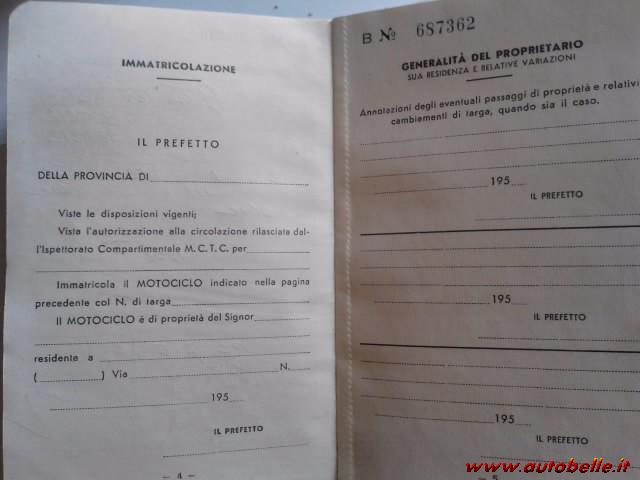 IMMATRICOLAZIONE
IL PREFETTO
DELLA PROVINCIA DI
Viste le disposizioni vigenti;
Vista l'autorizzazione alla circolazione rilasciata dal-
l'Ispettorato Compartimentale M.C.T.C. per
Immatricola il MOTOCICLO indicato nella pagina
precedente col N. di targa
Il MOTOCICLO é di proprietà del Signor
residente a
( ) Via N.
195
IL PREFETTO
— 4 —
B Nº 687362
GENERALITÀ DEL PROPRIETARIO
SUA RESIDENZA E RELATIVE VARIAZIONI
Annotazioni degli eventuali passaggi di proprietà e relativi
cambiamenti di targa, quando sia il caso.
195
IL PREFETTO
195
IL PREFETTO
195
IL PREFETTO
— 5
www.autobelle.it